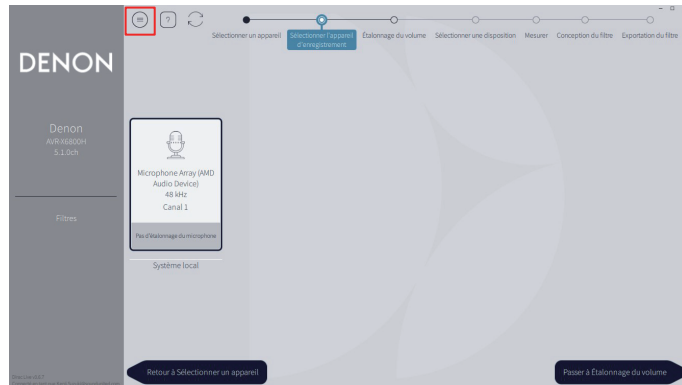 ?
Sélectionner un appareil
Sélectionner l'appareil
d'enregistrement
Étalonnage du volume
Sélectionner une disposition
Mesurer
Conception du filtre
Exportation du filtre
DENON
Denon
AVR-X6800H
5.1.0ch
Filtres
Microphone Array (AMD
Audio Device)
48 kHz
Canal 1
Pas d'étalonnage du microphone
Système local
Retour à Sélectionner un appareil
Passer à Étalonnage du volume